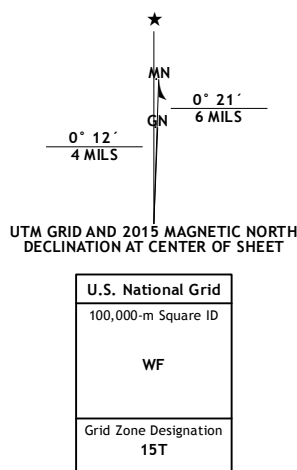 ★
MN
0° 21´
6 MILS
GN
0° 12´
4 MILS
UTM GRID AND 2015 MAGNETIC NORTH
DECLINATION AT CENTER OF SHEET
U.S. National Grid
100,000-m Square ID
WF
Grid Zone Designation
15T